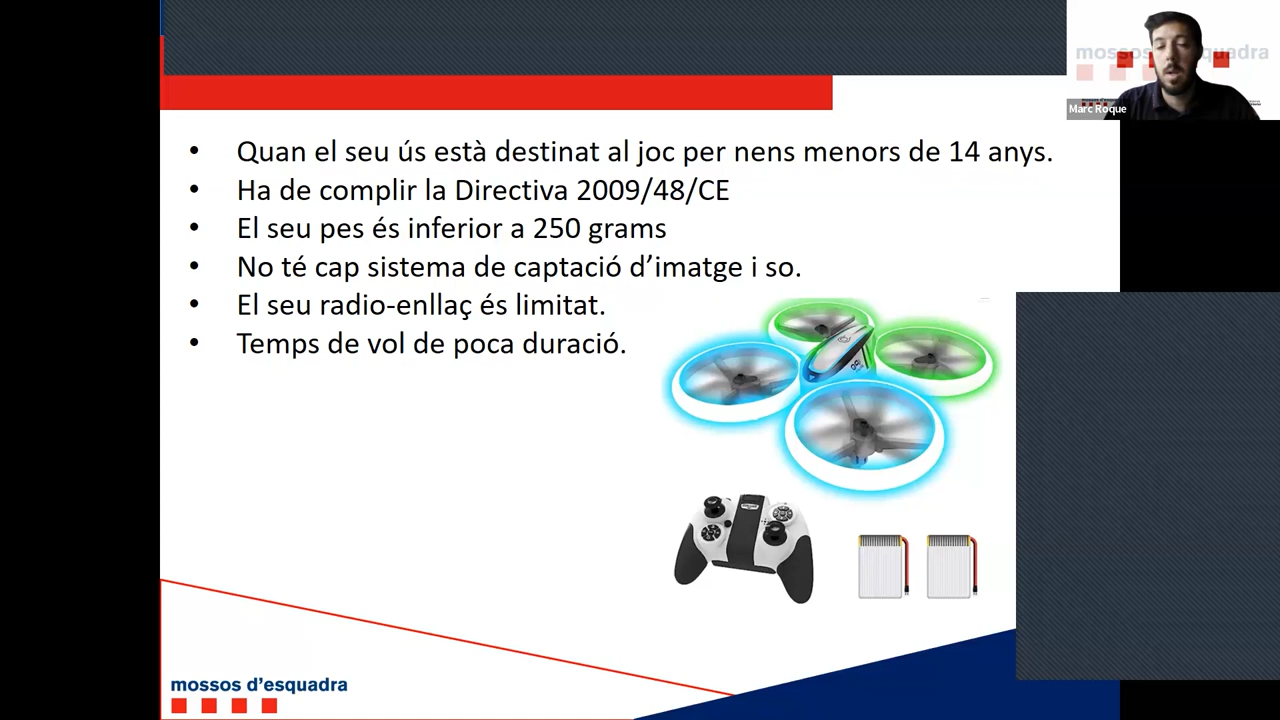 mossos d'esquadra
Marc Roque
• Quan el seu ús està destinat al joc per nens menors de 14 anys.
• Ha de complir la Directiva 2009/48/CE
• El seu pes és inferior a 250 grams
• No té cap sistema de captació d’imatge i so.
• El seu radio-enllaç és limitat.
• Temps de vol de poca duració.
mossos d’esquadra